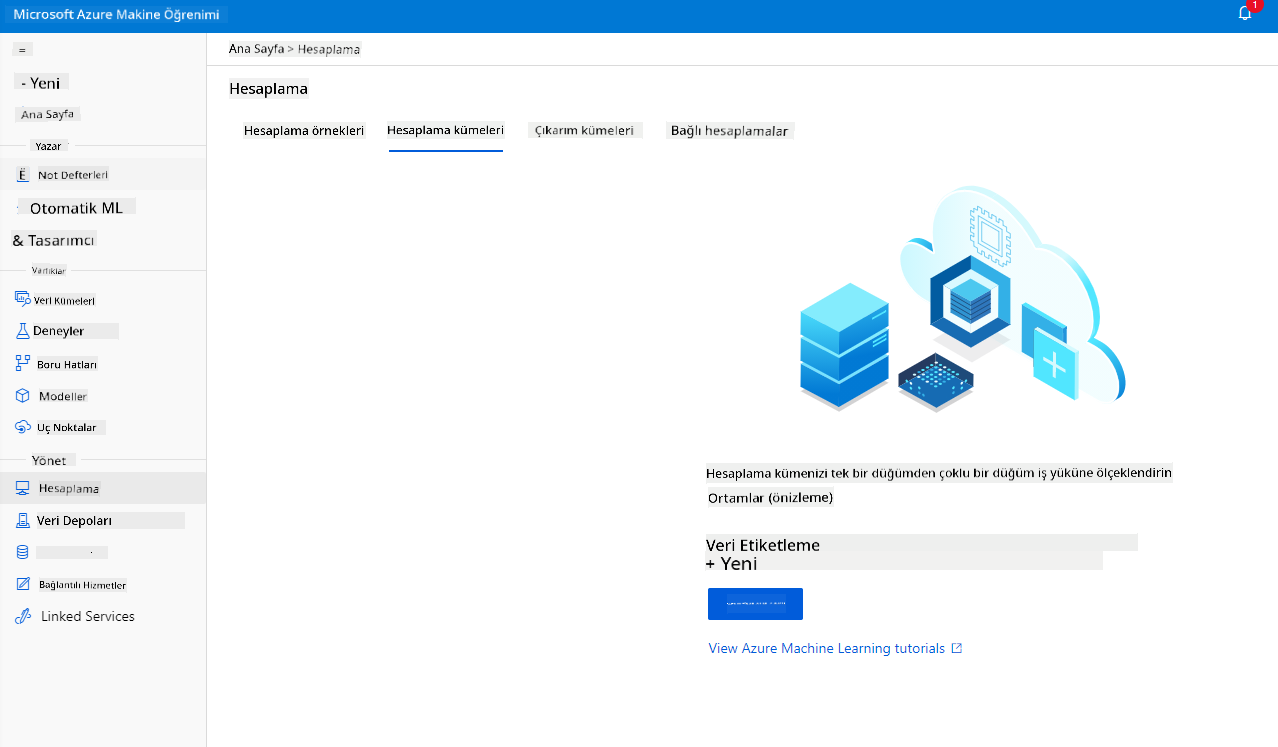 Microsoft Azure Makine Öğrenimi
1
Ana Sayfa > Hesaplama
- Yeni
Hesaplama
Ana Sayfa
Hesaplama örnekleri
Hesaplama kümeleri
Çıkarım kümeleri
Bağlı hesaplamalar
Yazar
Not Defterleri
Otomatik ML
& Tasarımcı
Varlıklar
Veri Kümeleri
Deneyler
Boru Hatları
Modeller
Uç Noktalar
Yönet
Hesaplama
Veri Depoları
Bağlantılı Hizmetler
Linked Services
Hesaplama kümenizi tek bir düğümden çoklu bir düğüm iş yüküne ölçeklendirin
Ortamlar (önizleme)
Veri Etiketleme
+ Yeni
View Azure Machine Learning tutorials